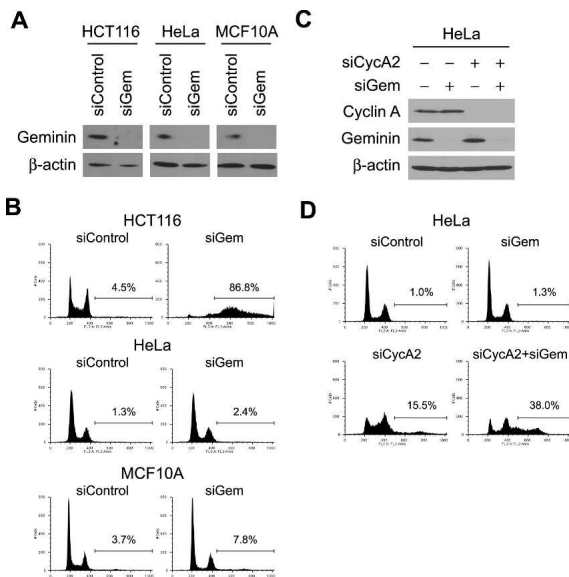 A
HCT116 HeLa MCF10A
siControl siGem siControl siGem siControl siGem
Geminin
β-actin
C
HeLa
siCycA2 – – + +
siGem – + – +
Cyclin A
Geminin
β-actin
B
HCT116
siControl siGem
4.5% 86.8%
HeLa
siControl siGem
1.3% 2.4%
MCF10A
siControl siGem
3.7% 7.8%
D
HeLa
siControl siGem
1.0% 1.3%
siCycA2 siCycA2+siGem
15.5% 38.0%